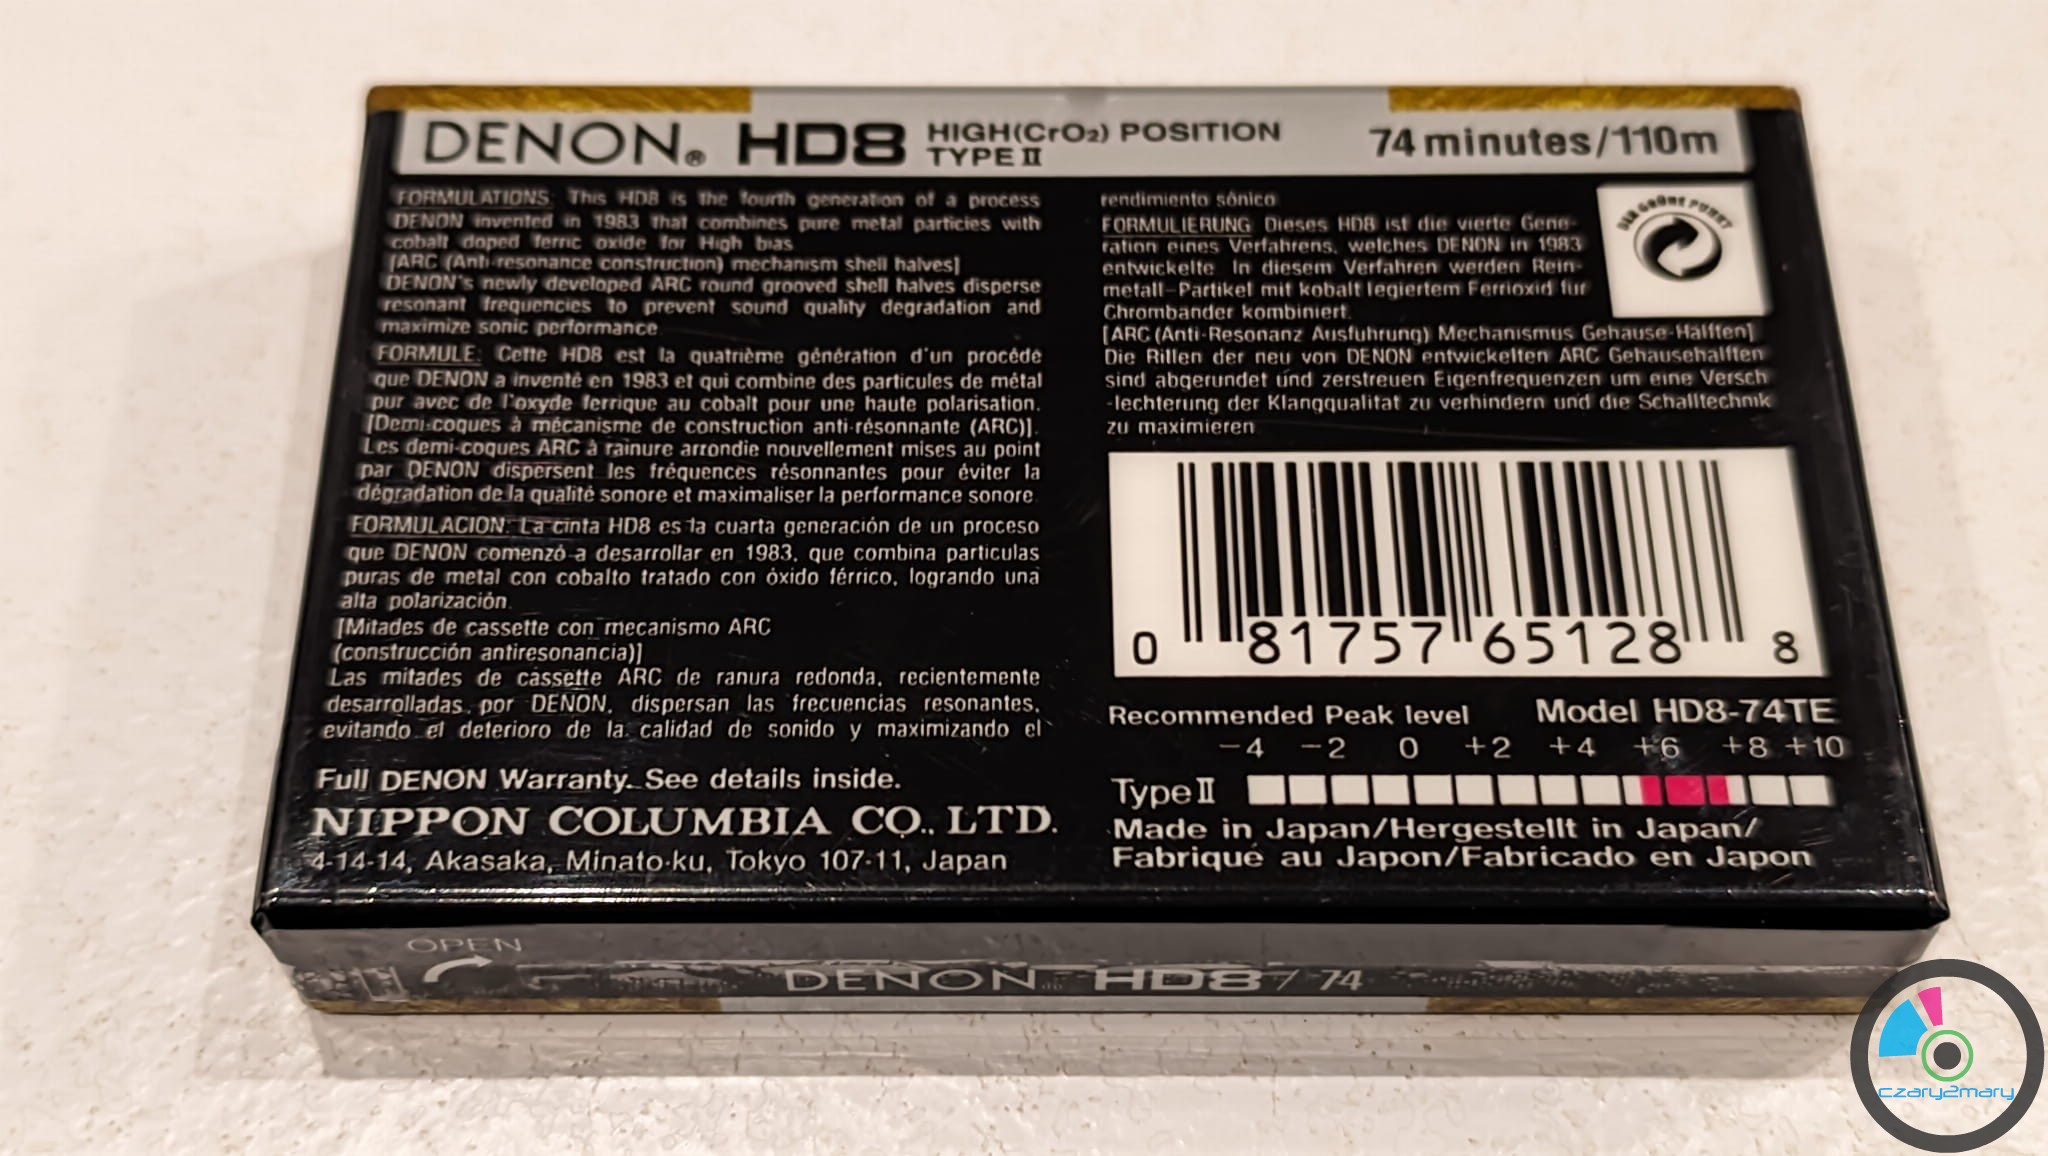 DENON® HD8 HIGH(CrO₂) POSITION
TYPE II
74 minutes/110m
FORMULATIONS: This HD8 is the fourth generation of a process
DENON invented in 1983 that combines pure metal particles with
cobalt doped ferric oxide for High bias
[ARC (Anti-resonance construction) mechanism shell halves]
DENON's newly developed ARC round grooved shell halves disperse
resonant frequencies to prevent sound quality degradation and
maximize sonic performance
FORMULE: Cette HD8 est la quatrième génération d'un procédé
que DENON a inventé en 1983 et qui combine des particules de métal
pur avec de l'oxyde ferrique au cobalt pour une haute polarisation.
[Demi-coques à mécanisme de construction anti-résonnante (ARC)].
Les demi-coques ARC à rainure arrondie nouvellement mises au point
par DENON dispersent les fréquences résonnantes pour éviter la
dégradation de la qualité sonore et maximaliser la performance sonore.
FORMULACION: La cinta HD8 es la cuarta generación de un proceso
que DENON comenzó a desarrollar en 1983, que combina particulas
puras de metal con cobalto tratado con óxido férrico, logrando una
alta polarización.
[Mitades de cassette con mecanismo ARC
(construcción antiresonancia)]
Las mitades de cassette ARC de ranura redonda, recientemente
desarrolladas por DENON, dispersan las frecuencias resonantes,
evitando el deterioro de la calidad de sonido y maximizando el
Full DENON Warranty. See details inside.
NIPPON COLUMBIA CO., LTD.
4-14-14, Akasaka, Minato-ku, Tokyo 107-11, Japan
rendimiento sónico
FORMULIERUNG: Dieses HD8 ist die vierte Gene-
ration eines Verfahrens, welches DENON in 1983
entwickelte. In diesem Verfahren werden Rein-
metall-Partikel mit kobalt legiertem Ferrioxid für
Chrombander kombiniert.
[ARC (Anti-Resonanz Ausfuhrung) Mechanismus Gehause-Hälften]
Die Rillen der neu von DENON entwickelten ARC Gehausehalften
sind abgerundet und zerstreuen Eigenfrequenzen um eine Versch
-lechterung der Klangqualitat zu verhindern und die Schalltechnik
zu maximieren
DER GRÜNE PUNKT
0 81757 65128 8
Recommended Peak level Model HD8-74TE
-4 -2 0 +2 +4 +6 +8 +10
Type II
Made in Japan/Hergestellt in Japan/
Fabriqué au Japon/Fabricado en Japon
OPEN
DENON HD8 / 74
czary2mary